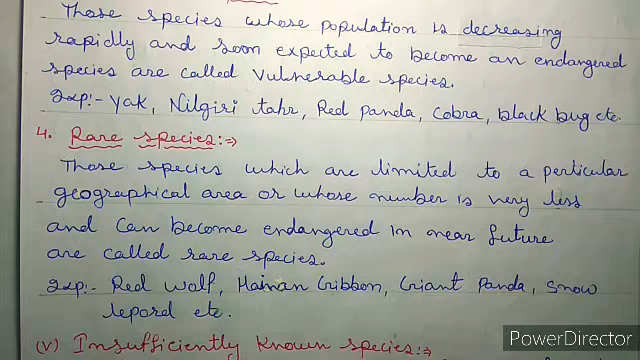 Those species whose population is decreasing
rapidly and soon expected to become an endangered
species are called Vulnerable species.
Exp:- Yak, Nilgiri tahr, Red Panda, Cobra, black bug etc.
4. Rare species:⇒
Those species which are limited to a perticular
geographical area or whose number is very less
and can become endangered in near future
are called rare species.
Exp:- Red wolf, Hainan Gibbon, Giant Panda, snow
lepord etc.
(V) Insufficiently known species:⇒
PowerDirector